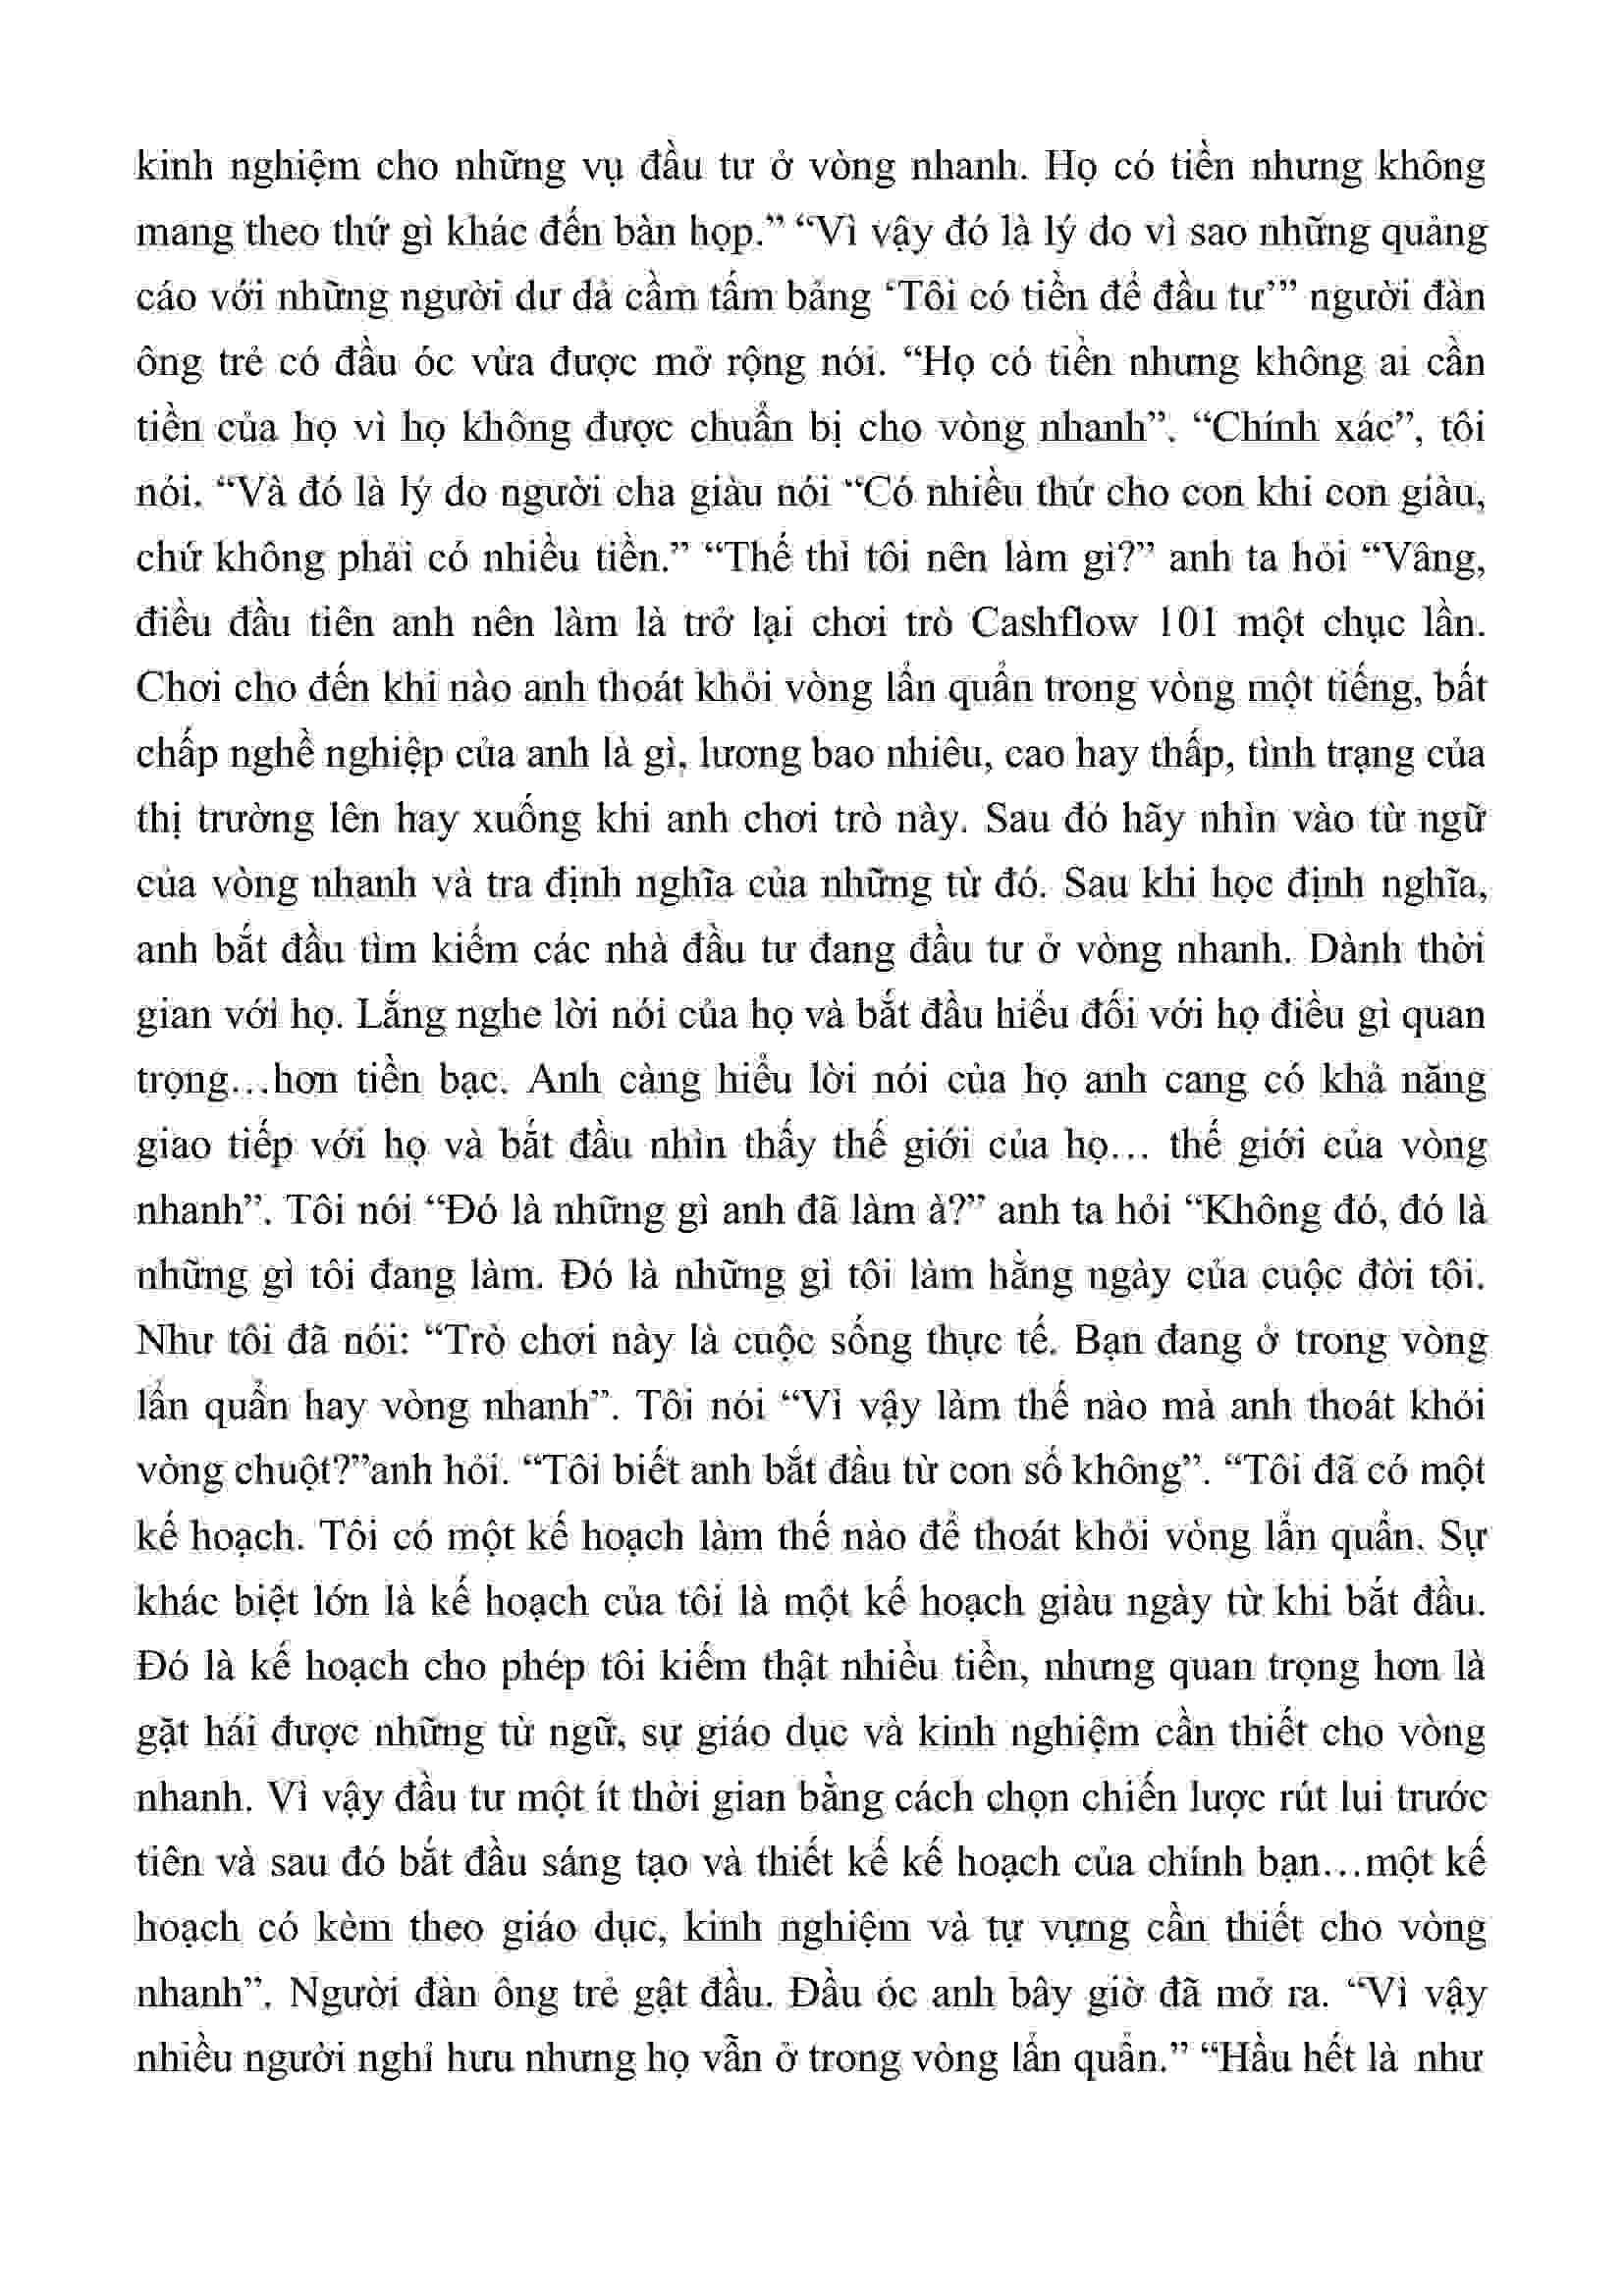 kinh nghiệm cho những vụ đầu tư ở vòng nhanh. Họ có tiền nhưng không
mang theo thứ gì khác đến bàn họp.” “Vì vậy đó là lý do vì sao những quảng
cáo với những người dư dả cầm tấm bảng ‘Tôi có tiền để đầu tư’” người đàn
ông trẻ có đầu óc vừa được mở rộng nói. “Họ có tiền nhưng không ai cần
tiền của họ vì họ không được chuẩn bị cho vòng nhanh”. “Chính xác”, tôi
nói. “Và đó là lý do người cha giàu nói “Có nhiều thứ cho con khi con giàu,
chứ không phải có nhiều tiền.” “Thế thì tôi nên làm gì?” anh ta hỏi “Vâng,
điều đầu tiên anh nên làm là trở lại chơi trò Cashflow 101 một chục lần.
Chơi cho đến khi nào anh thoát khỏi vòng lẩn quẩn trong vòng một tiếng, bất
chấp nghề nghiệp của anh là gì, lương bao nhiêu, cao hay thấp, tình trạng của
thị trường lên hay xuống khi anh chơi trò này. Sau đó hãy nhìn vào từ ngữ
của vòng nhanh và tra định nghĩa của những từ đó. Sau khi học định nghĩa,
anh bắt đầu tìm kiếm các nhà đầu tư đang đầu tư ở vòng nhanh. Dành thời
gian với họ. Lắng nghe lời nói của họ và bắt đầu hiểu đối với họ điều gì quan
trọng…hơn tiền bạc. Anh càng hiểu lời nói của họ anh cang có khả năng
giao tiếp với họ và bắt đầu nhìn thấy thế giới của họ… thế giới của vòng
nhanh”. Tôi nói “Đó là những gì anh đã làm à?” anh ta hỏi “Không đó, đó là
những gì tôi đang làm. Đó là những gì tôi làm hằng ngày của cuộc đời tôi.
Như tôi đã nói: “Trò chơi này là cuộc sống thực tế. Bạn đang ở trong vòng
lẩn quẩn hay vòng nhanh”. Tôi nói “Vì vậy làm thế nào mà anh thoát khỏi
vòng chuột?”anh hỏi. “Tôi biết anh bắt đầu từ con số không”. “Tôi đã có một
kế hoạch. Tôi có một kế hoạch làm thế nào để thoát khỏi vòng lẩn quẩn. Sự
khác biệt lớn là kế hoạch của tôi là một kế hoạch giàu ngày từ khi bắt đầu.
Đó là kế hoạch cho phép tôi kiếm thật nhiều tiền, nhưng quan trọng hơn là
gặt hái được những từ ngữ, sự giáo dục và kinh nghiệm cần thiết cho vòng
nhanh. Vì vậy đầu tư một ít thời gian bằng cách chọn chiến lược rút lui trước
tiên và sau đó bắt đầu sáng tạo và thiết kế kế hoạch của chính bạn…một kế
hoạch có kèm theo giáo dục, kinh nghiệm và tự vựng cần thiết cho vòng
nhanh”. Người đàn ông trẻ gật đầu. Đầu óc anh bây giờ đã mở ra. “Vì vậy
nhiều người nghỉ hưu nhưng họ vẫn ở trong vòng lẩn quẩn.” “Hầu hết là như